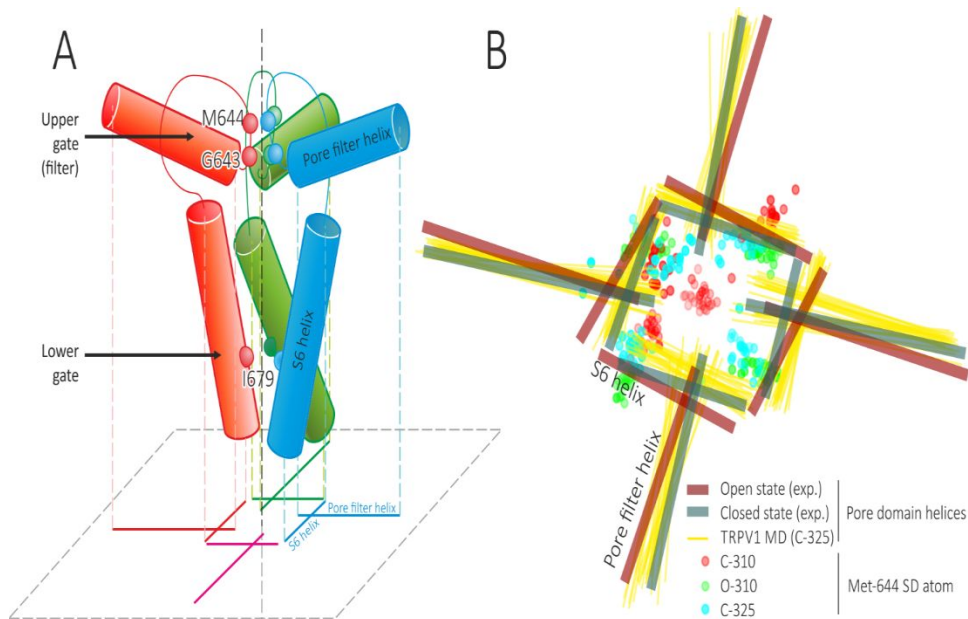 A
M644
Upper
gate
(filter)
G643
Pore filter helix
Lower
gate
I679
S6 helix
Pore filter helix
S6 helix
B
S6 helix
Pore filter helix
Open state (exp.)
Closed state (exp.)
TRPV1 MD (C-325)
Pore domain helices
C-310
O-310
C-325
Met-644 SD atom